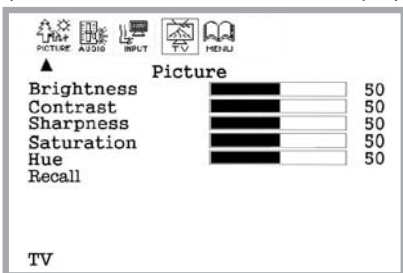 PICTURE AUDIO INPUT TV MENU
Picture
Brightness 50
Contrast 50
Sharpness 50
Saturation 50
Hue 50
Recall
TV